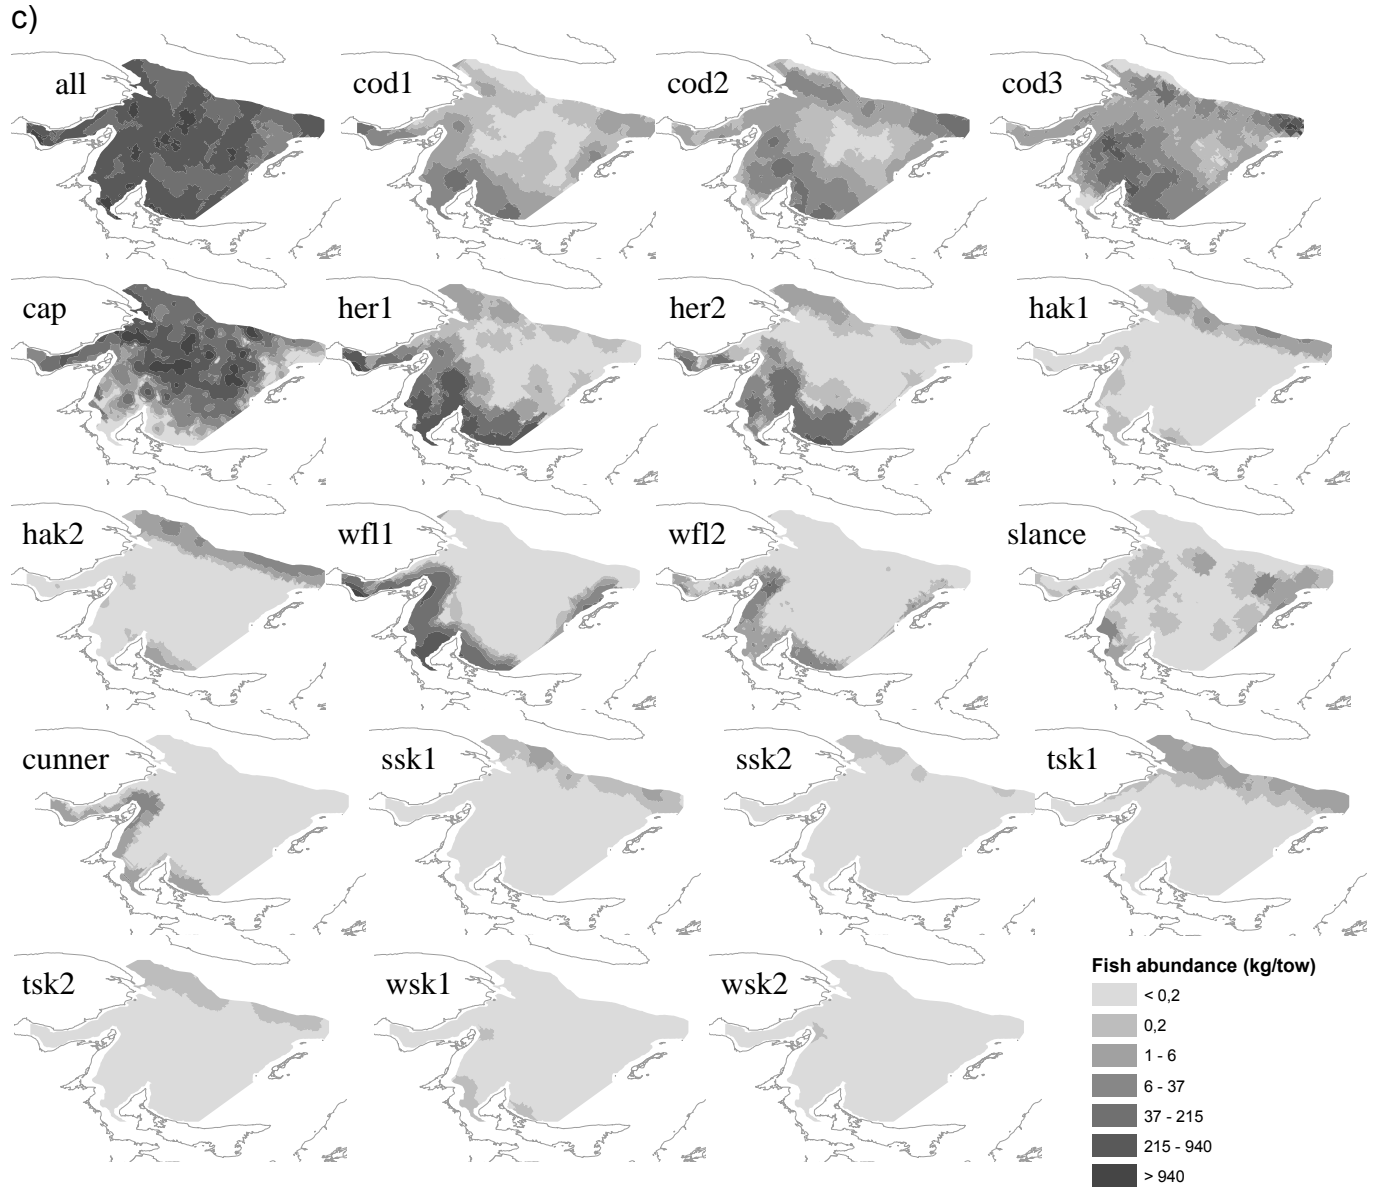 c)
all
cod1
cod2
cod3
cap
her1
her2
hak1
hak2
wfl1
wfl2
slance
cunner
ssk1
ssk2
tsk1
tsk2
wsk1
wsk2
Fish abundance (kg/tow)
< 0,2
0,2
1 - 6
6 - 37
37 - 215
215 - 940
> 940